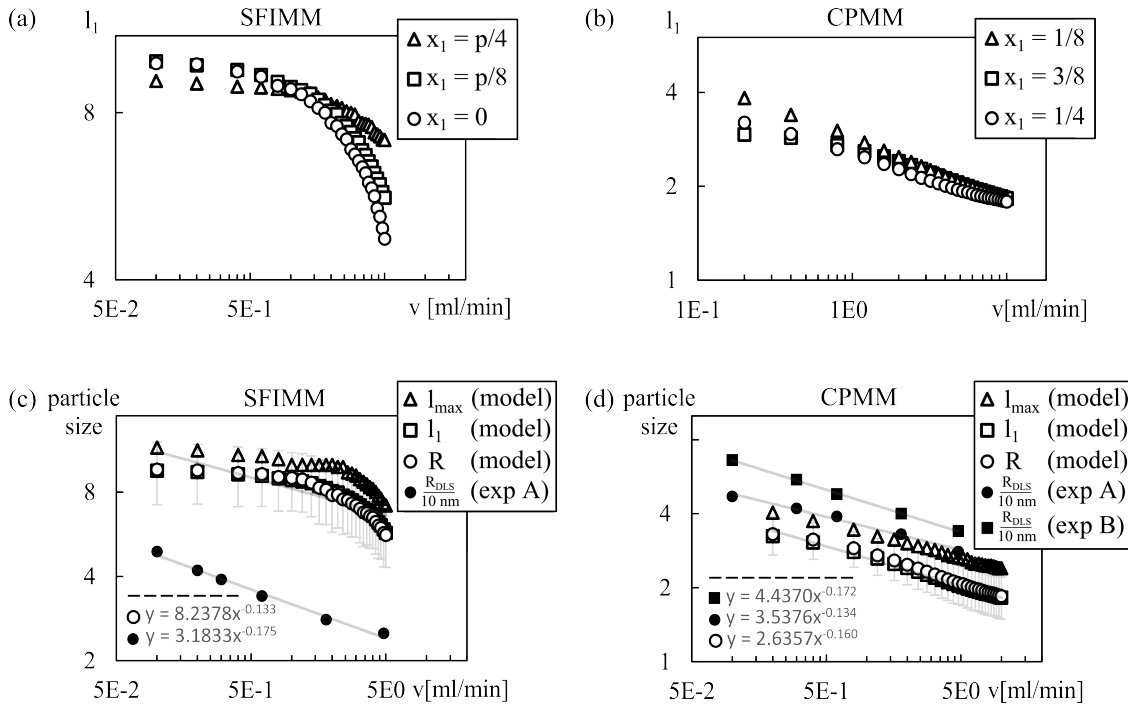 (a)
SFIMM
l₁
x₁ = p/4
x₁ = p/8
x₁ = 0
8
4
5E-2
5E-1
v [ml/min]
(b)
CPMM
l₁
x₁ = 1/8
x₁ = 3/8
x₁ = 1/4
4
2
1
1E-1
1E0
v[ml/min]
(c)
particle
size
SFIMM
l_max (model)
l₁ (model)
R (model)
R_DLS/10 nm (exp A)
8
4
2
y = 8.2378x^-0.133
y = 3.1833x^-0.175
5E-2
5E-1
5E0
v[ml/min]
(d)
particle
size
CPMM
l_max (model)
l₁ (model)
R (model)
R_DLS/10 nm (exp A)
R_DLS/10 nm (exp B)
4
2
1
y = 4.4370x^-0.172
y = 3.5376x^-0.134
y = 2.6357x^-0.160
5E-2
5E-1
5E0
v[ml/min]